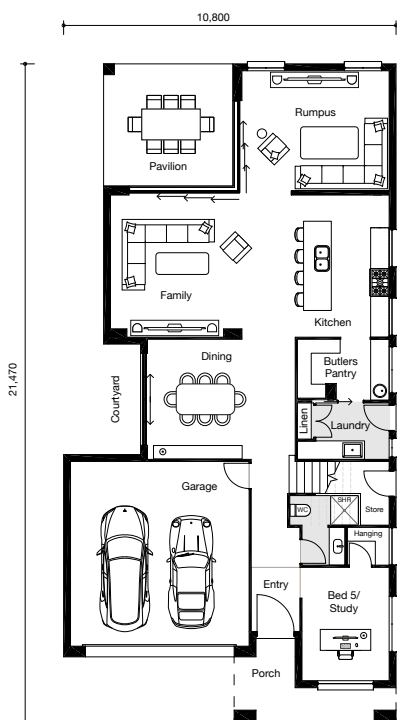 10,800
Rumpus
Pavilion
Family
Kitchen
21,470
Dining
Butlers
Pantry
Courtyard
Linen
Laundry
Garage
SHR
WC
Store
Hanging
Entry
Bed 5/
Study
Porch